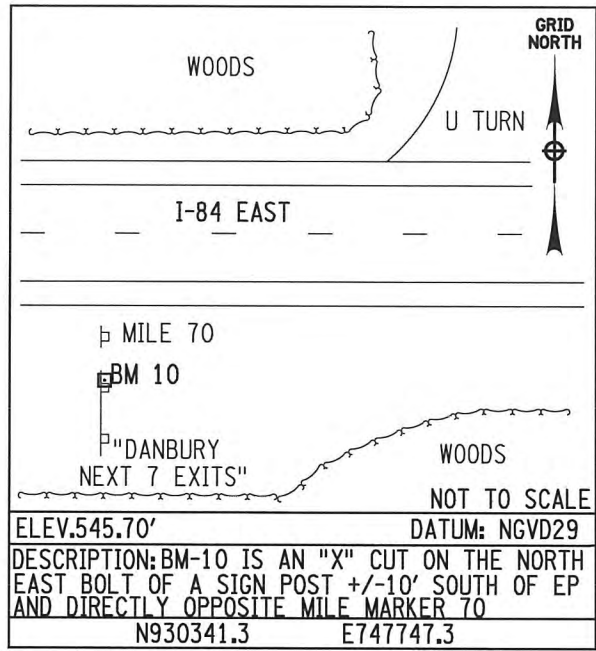 GRID
NORTH
WOODS
U TURN
I-84 EAST
MILE 70
BM 10
"DANBURY
NEXT 7 EXITS"
WOODS
NOT TO SCALE
ELEV.545.70' DATUM: NGVD29
DESCRIPTION: BM-10 IS AN "X" CUT ON THE NORTH
EAST BOLT OF A SIGN POST +/-10' SOUTH OF EP
AND DIRECTLY OPPOSITE MILE MARKER 70
N930341.3 E747747.3